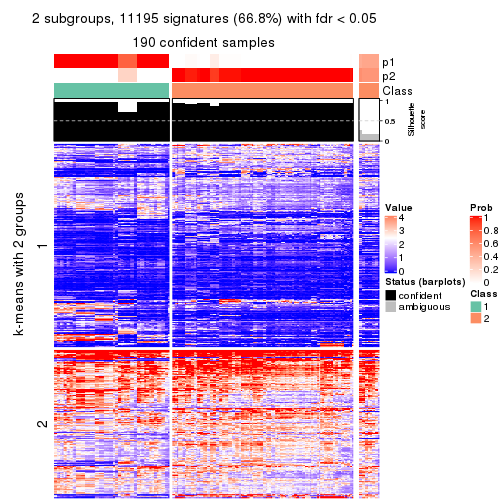 2 subgroups, 11195 signatures (66.8%) with fdr < 0.05
190 confident samples
p1
p2
Class
1
0.5
0
Silhouette
score
k-means with 2 groups
1
2
Value
4
3
2
1
0
Status (barplots)
confident
ambiguous
Prob
1
0.8
0.6
0.4
0.2
0
Class
1
2